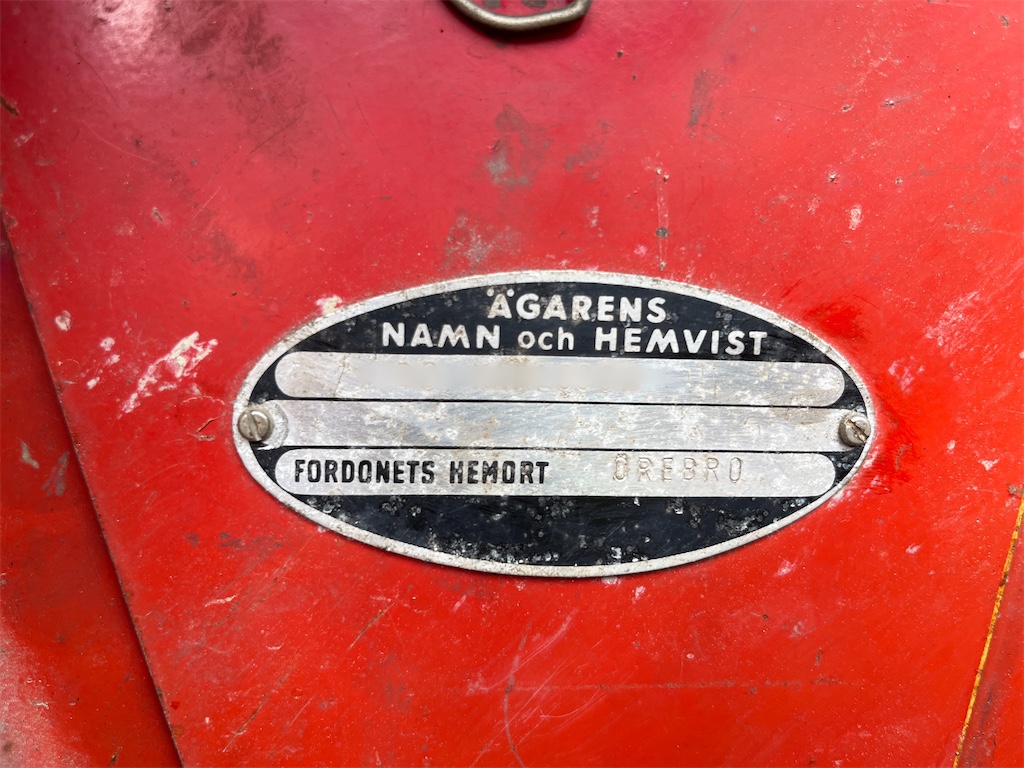 ÄGARENS
NAMN och HEMVIST
FORDONETS HEMORT ÖREBRO